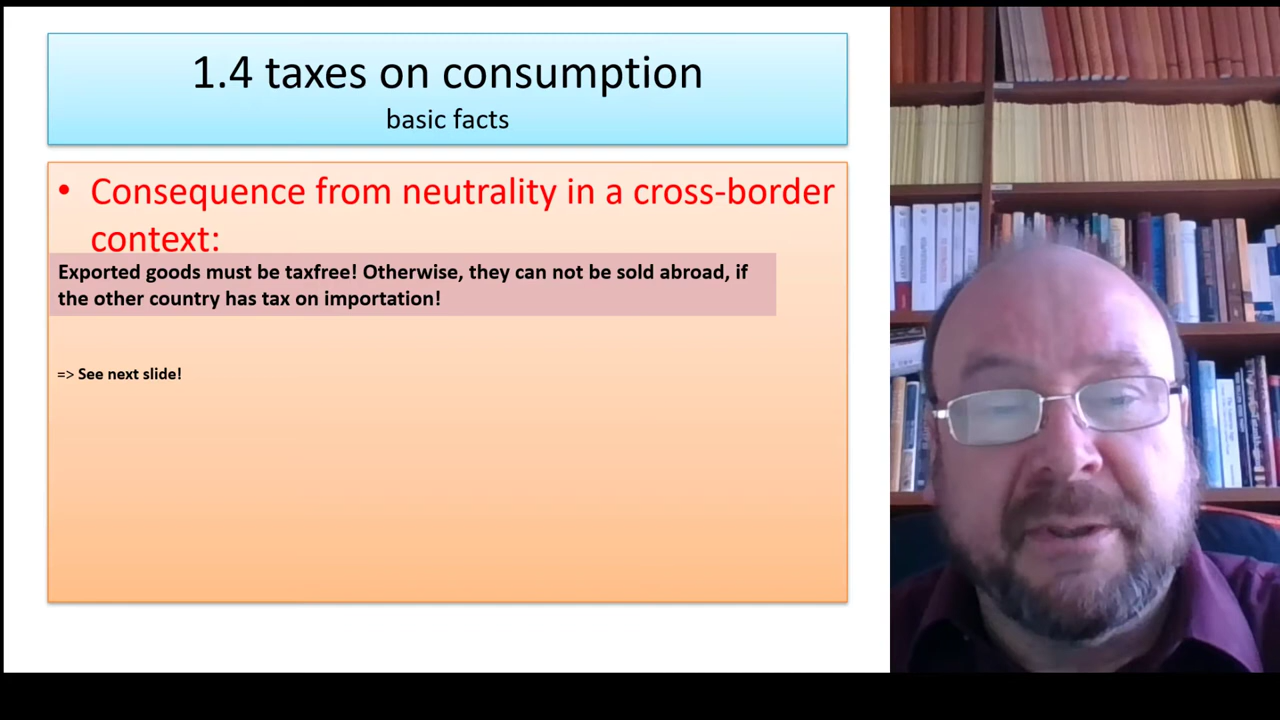 1.4 taxes on consumption
basic facts
• Consequence from neutrality in a cross-border
context:
Exported goods must be taxfree! Otherwise, they can not be sold abroad, if
the other country has tax on importation!
=> See next slide!